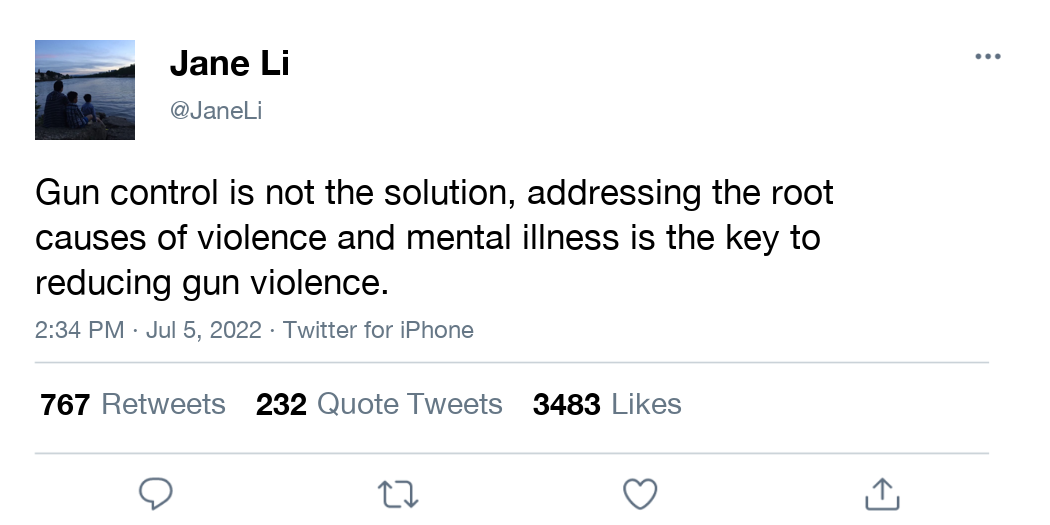 Jane Li
@JaneLi
Gun control is not the solution, addressing the root
causes of violence and mental illness is the key to
reducing gun violence.
2:34 PM · Jul 5, 2022 · Twitter for iPhone
767 Retweets 232 Quote Tweets 3483 Likes